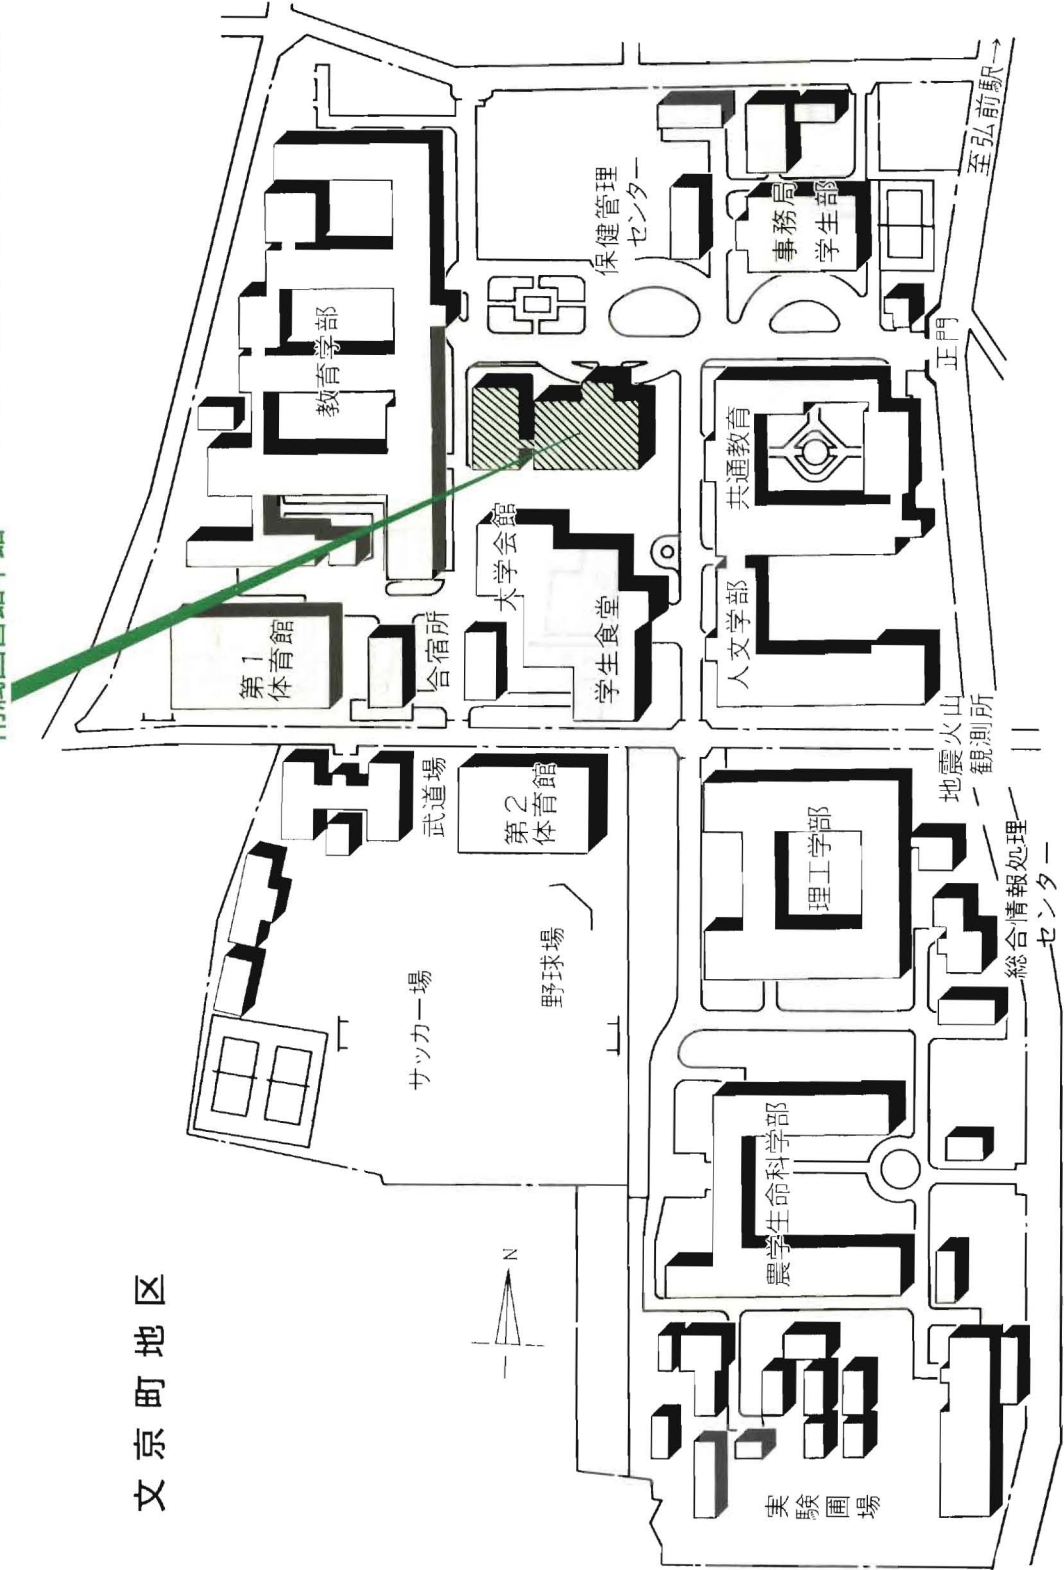 文京町地区
N
至弘前駅→
正門
事務局
学生部
保健管理
センター
教育学部
共通教育
大学会館
学生食堂
人文学部
合宿所
第1
体育館
地震火山
観測所
武道場
第2
体育館
理工学部
総合情報処理
センター
野球場
サッカー場
農学生命科学部
実験圃場